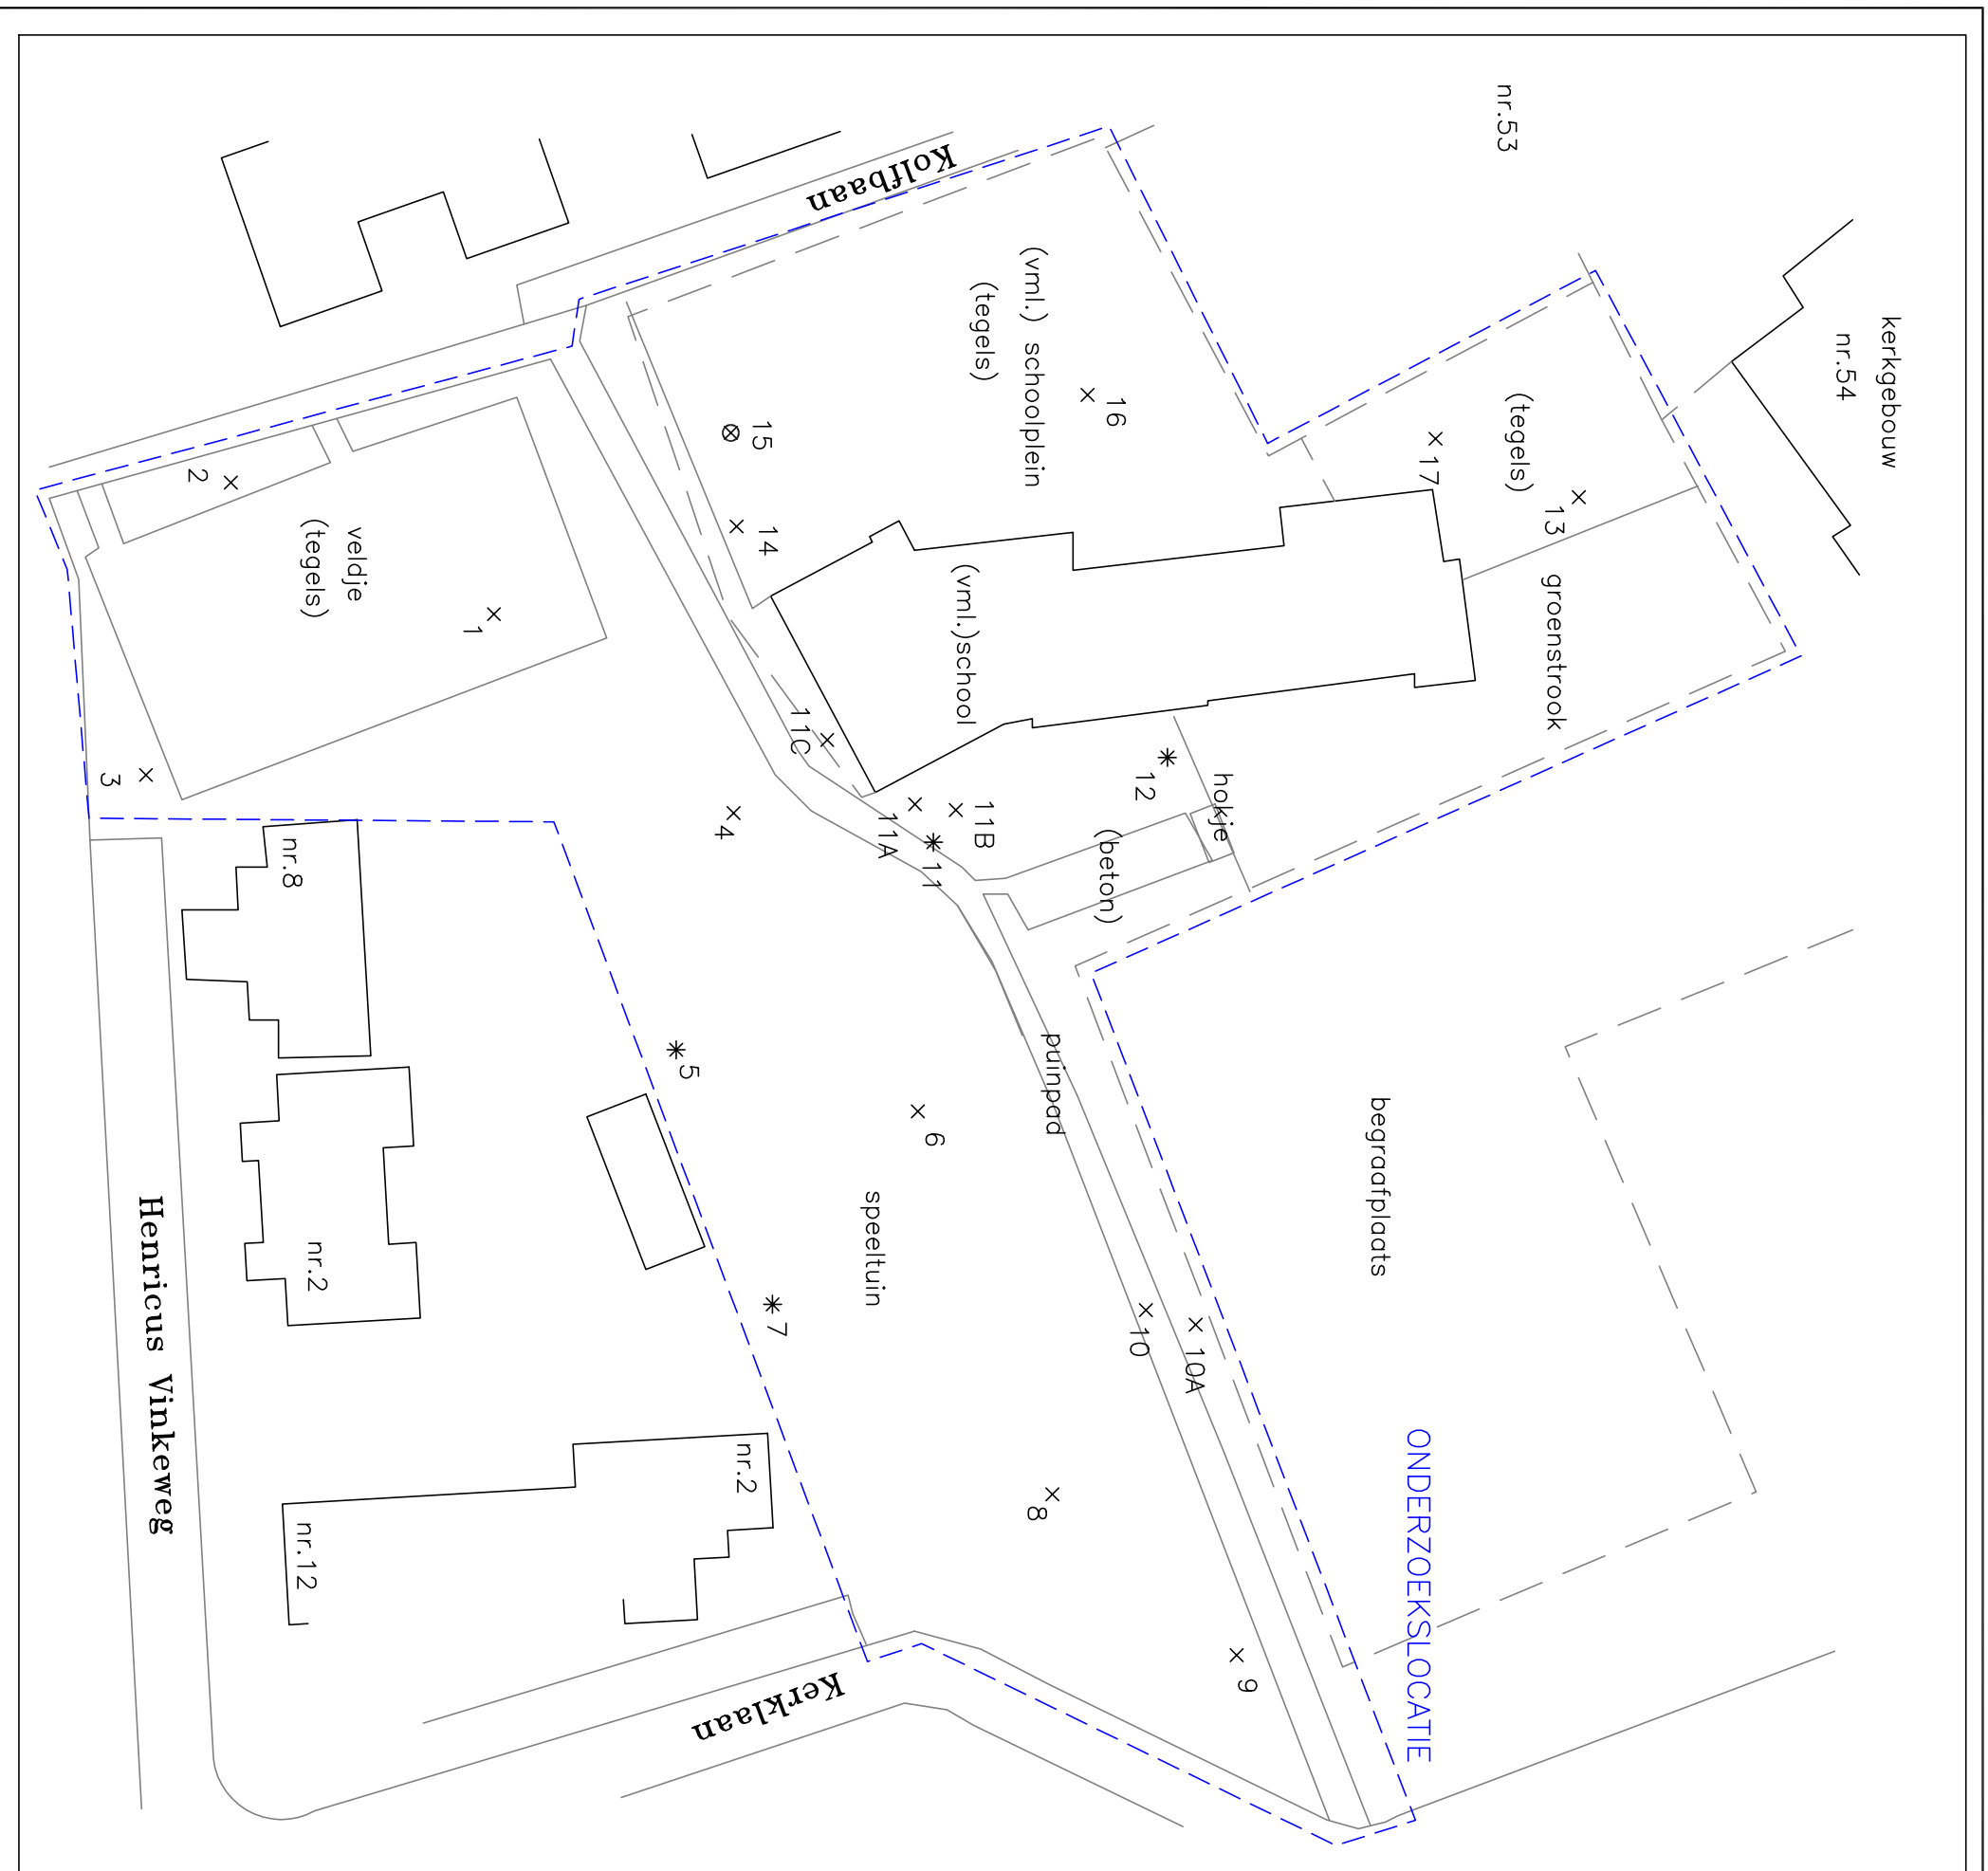 nr.53
kerkgebouw
nr.54
Kolfbaan
(vml.) schoolplein
(tegels)
16
15
17
(tegels)
13
groenstrook
2
veldje
(tegels)
1
14
(vml.)school
11C
3
4
11A
11B
11
12
hokje
(beton)
nr.8
5
6
puinpad
begraafplaats
nr.2
speeltuin
7
10
10A
Henricus Vinkeweg
nr.2
nr.12
8
9
ONDERZOEKSLOCATIE
Kerklaan